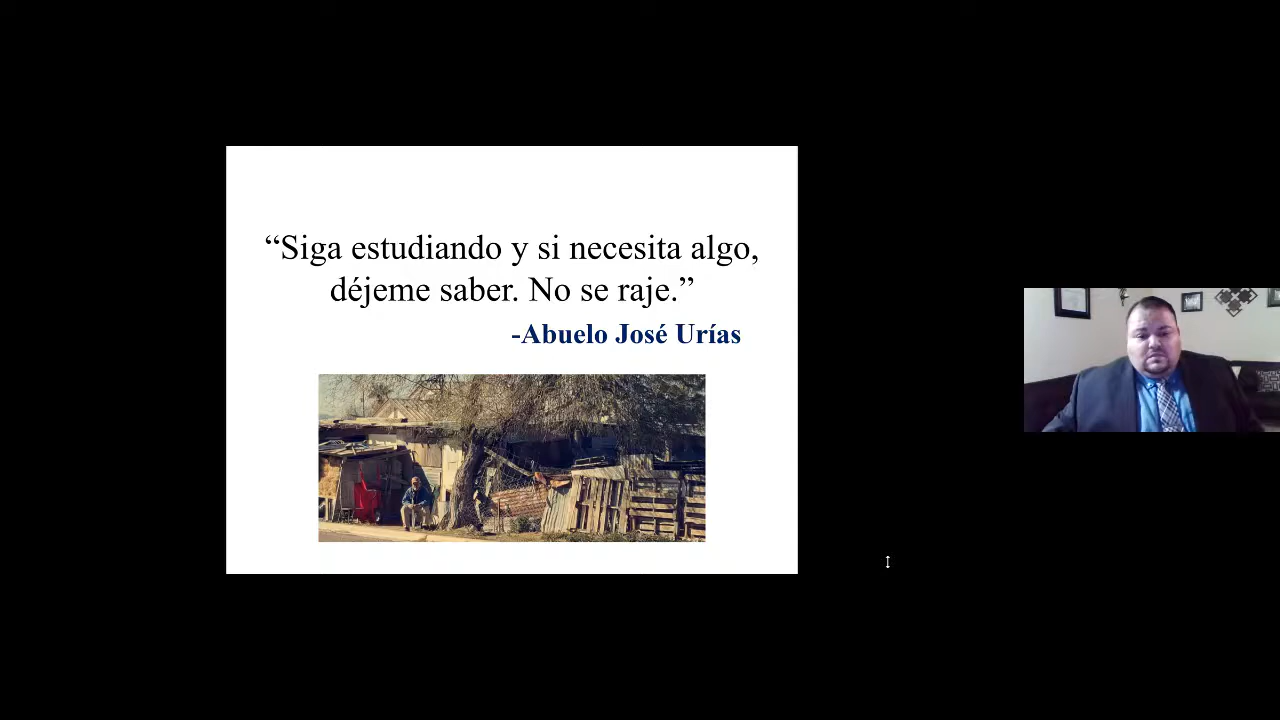 “Siga estudiando y si necesita algo,
déjeme saber. No se raje.”
-Abuelo José Urías